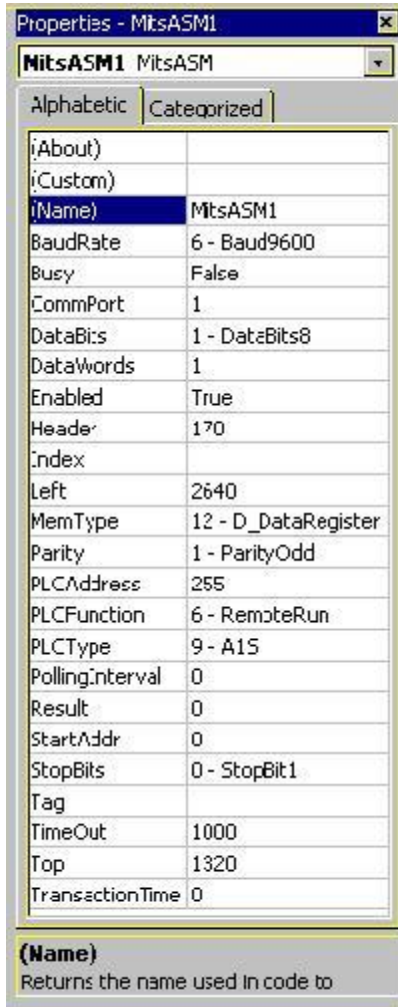 Properties - MitsASM1
MitsASM1 MitsASM
Alphabetic Categorized
(About)
(Custom)
(Name) MitsASM1
BaudRate 6 - Baud9600
Busy False
CommPort 1
DataBits 1 - DataBits8
DataWords 1
Enabled True
Header 170
Index
Left 2640
MemType 12 - D_DataRegister
Parity 1 - ParityOdd
PLCAddress 255
PLCFunction 6 - RemoteRun
PLCType 9 - A1S
PollingInterval 0
Result 0
StartAddr 0
StopBits 0 - StopBit1
Tag
TimeOut 1000
Top 1320
TransactionTime 0
(Name)
Returns the name used in code to